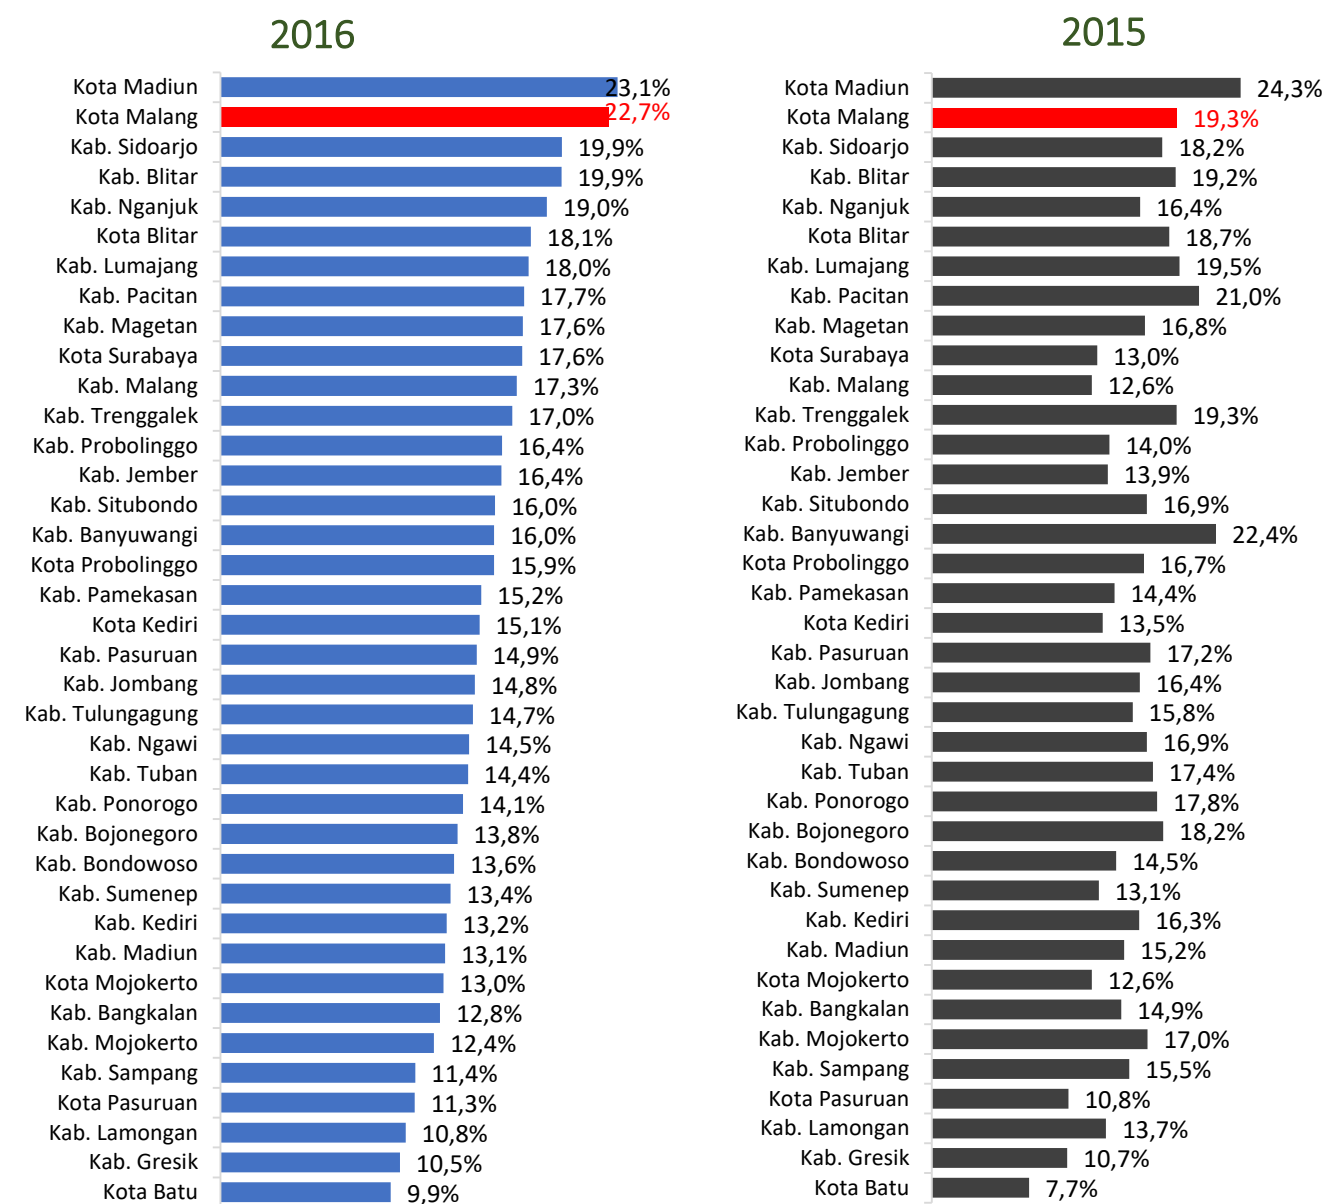 2016
Kota Madiun 23,1%
Kota Malang 22,7%
Kab. Sidoarjo 19,9%
Kab. Blitar 19,9%
Kab. Nganjuk 19,0%
Kota Blitar 18,1%
Kab. Lumajang 18,0%
Kab. Pacitan 17,7%
Kab. Magetan 17,6%
Kota Surabaya 17,6%
Kab. Malang 17,3%
Kab. Trenggalek 17,0%
Kab. Probolinggo 16,4%
Kab. Jember 16,4%
Kab. Situbondo 16,0%
Kab. Banyuwangi 16,0%
Kota Probolinggo 15,9%
Kab. Pamekasan 15,2%
Kota Kediri 15,1%
Kab. Pasuruan 14,9%
Kab. Jombang 14,8%
Kab. Tulungagung 14,7%
Kab. Ngawi 14,5%
Kab. Tuban 14,4%
Kab. Ponorogo 14,1%
Kab. Bojonegoro 13,8%
Kab. Bondowoso 13,6%
Kab. Sumenep 13,4%
Kab. Kediri 13,2%
Kab. Madiun 13,1%
Kota Mojokerto 13,0%
Kab. Bangkalan 12,8%
Kab. Mojokerto 12,4%
Kab. Sampang 11,4%
Kota Pasuruan 11,3%
Kab. Lamongan 10,8%
Kab. Gresik 10,5%
Kota Batu 9,9%
2015
Kota Madiun 24,3%
Kota Malang 19,3%
Kab. Sidoarjo 18,2%
Kab. Blitar 19,2%
Kab. Nganjuk 16,4%
Kota Blitar 18,7%
Kab. Lumajang 19,5%
Kab. Pacitan 21,0%
Kab. Magetan 16,8%
Kota Surabaya 13,0%
Kab. Malang 12,6%
Kab. Trenggalek 19,3%
Kab. Probolinggo 14,0%
Kab. Jember 13,9%
Kab. Situbondo 16,9%
Kab. Banyuwangi 22,4%
Kota Probolinggo 16,7%
Kab. Pamekasan 14,4%
Kota Kediri 13,5%
Kab. Pasuruan 17,2%
Kab. Jombang 16,4%
Kab. Tulungagung 15,8%
Kab. Ngawi 16,9%
Kab. Tuban 17,4%
Kab. Ponorogo 17,8%
Kab. Bojonegoro 18,2%
Kab. Bondowoso 14,5%
Kab. Sumenep 13,1%
Kab. Kediri 16,3%
Kab. Madiun 15,2%
Kota Mojokerto 12,6%
Kab. Bangkalan 14,9%
Kab. Mojokerto 17,0%
Kab. Sampang 15,5%
Kota Pasuruan 10,8%
Kab. Lamongan 13,7%
Kab. Gresik 10,7%
Kota Batu 7,7%